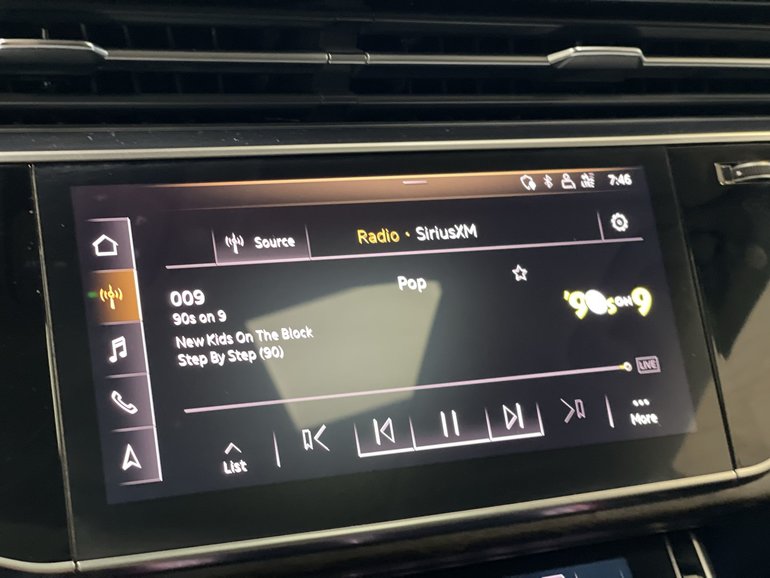 7:46
Source
Radio • SiriusXM
Pop
009
90s on 9
'90s ON 9
New Kids On The Block
Step By Step (90)
LIVE
List
More